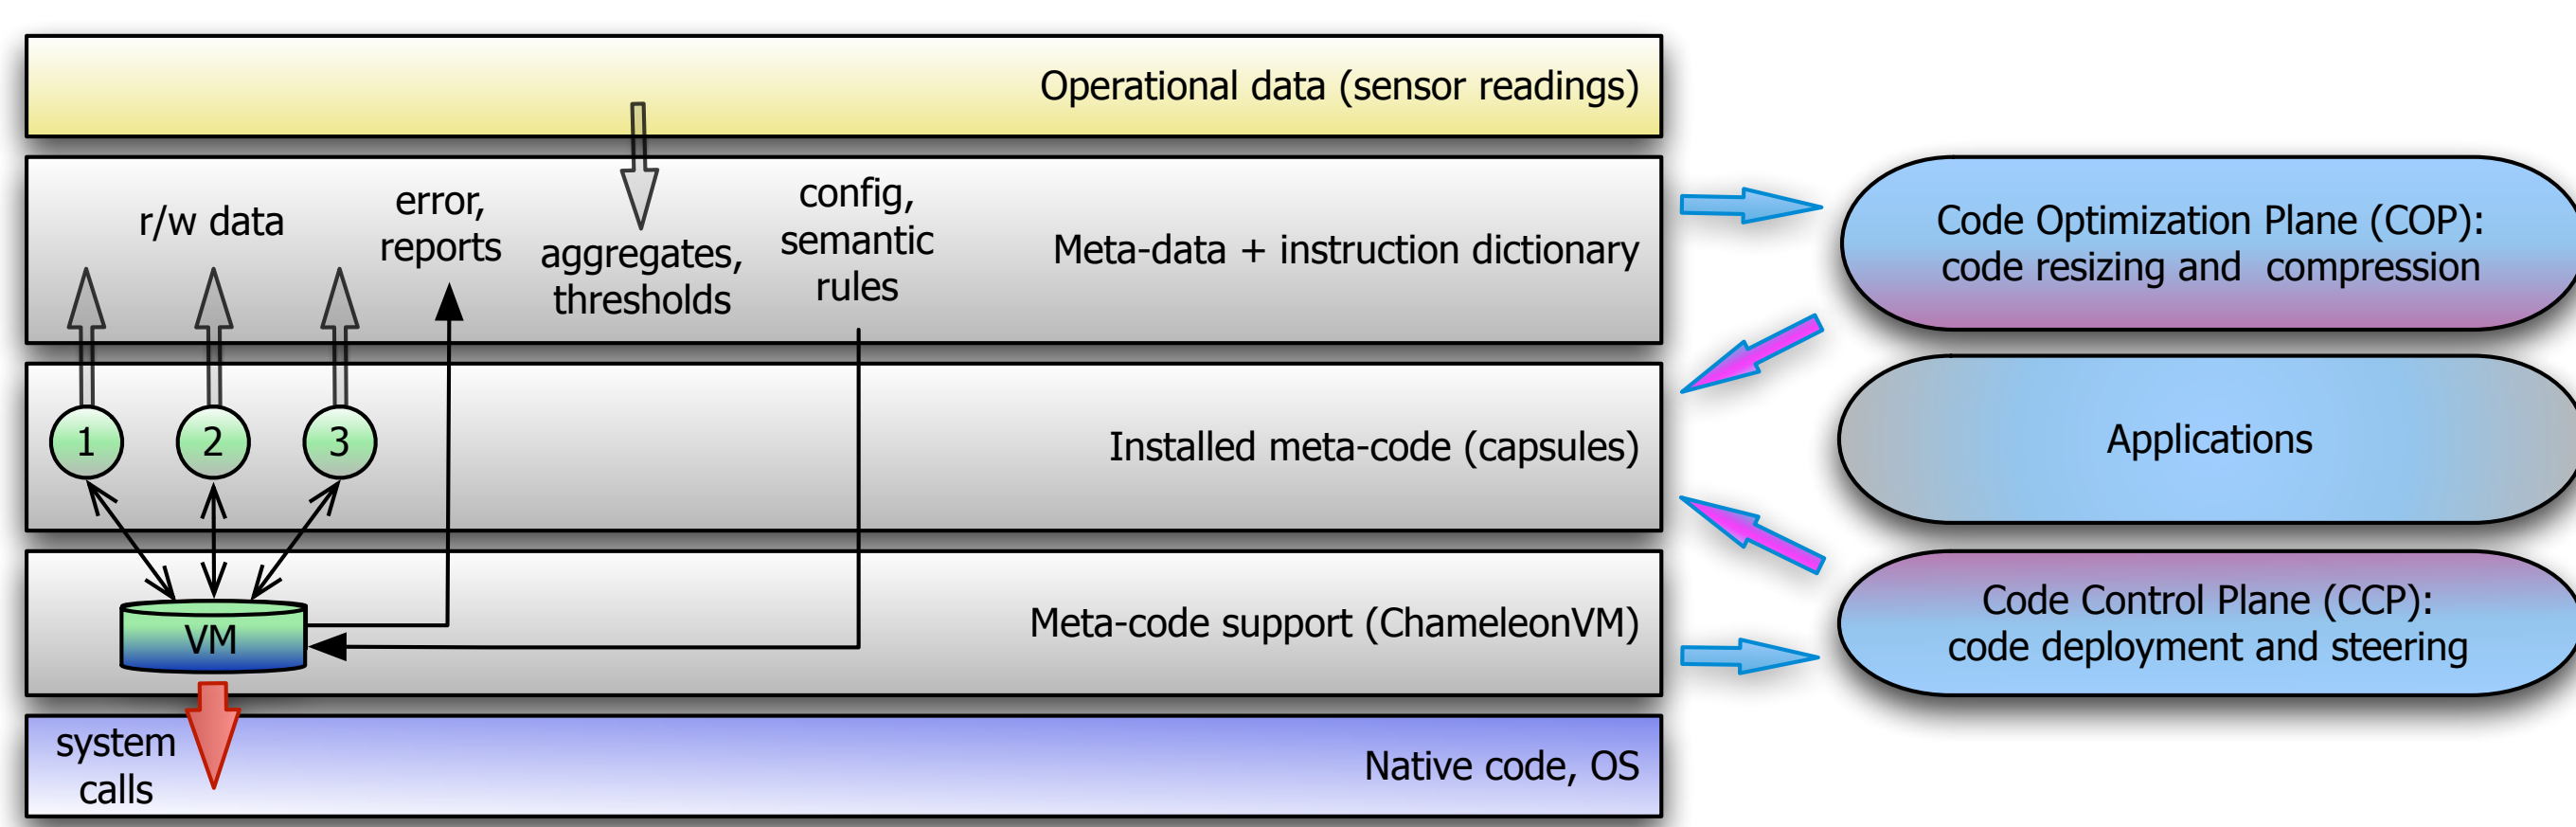 Operational data (sensor readings)
r/w data
error,
reports
aggregates,
thresholds
config,
semantic
rules
Meta-data + instruction dictionary
1
2
3
Installed meta-code (capsules)
VM
Meta-code support (ChameleonVM)
system
calls
Native code, OS
Code Optimization Plane (COP):
code resizing and  compression
Applications
Code Control Plane (CCP):
code deployment and steering